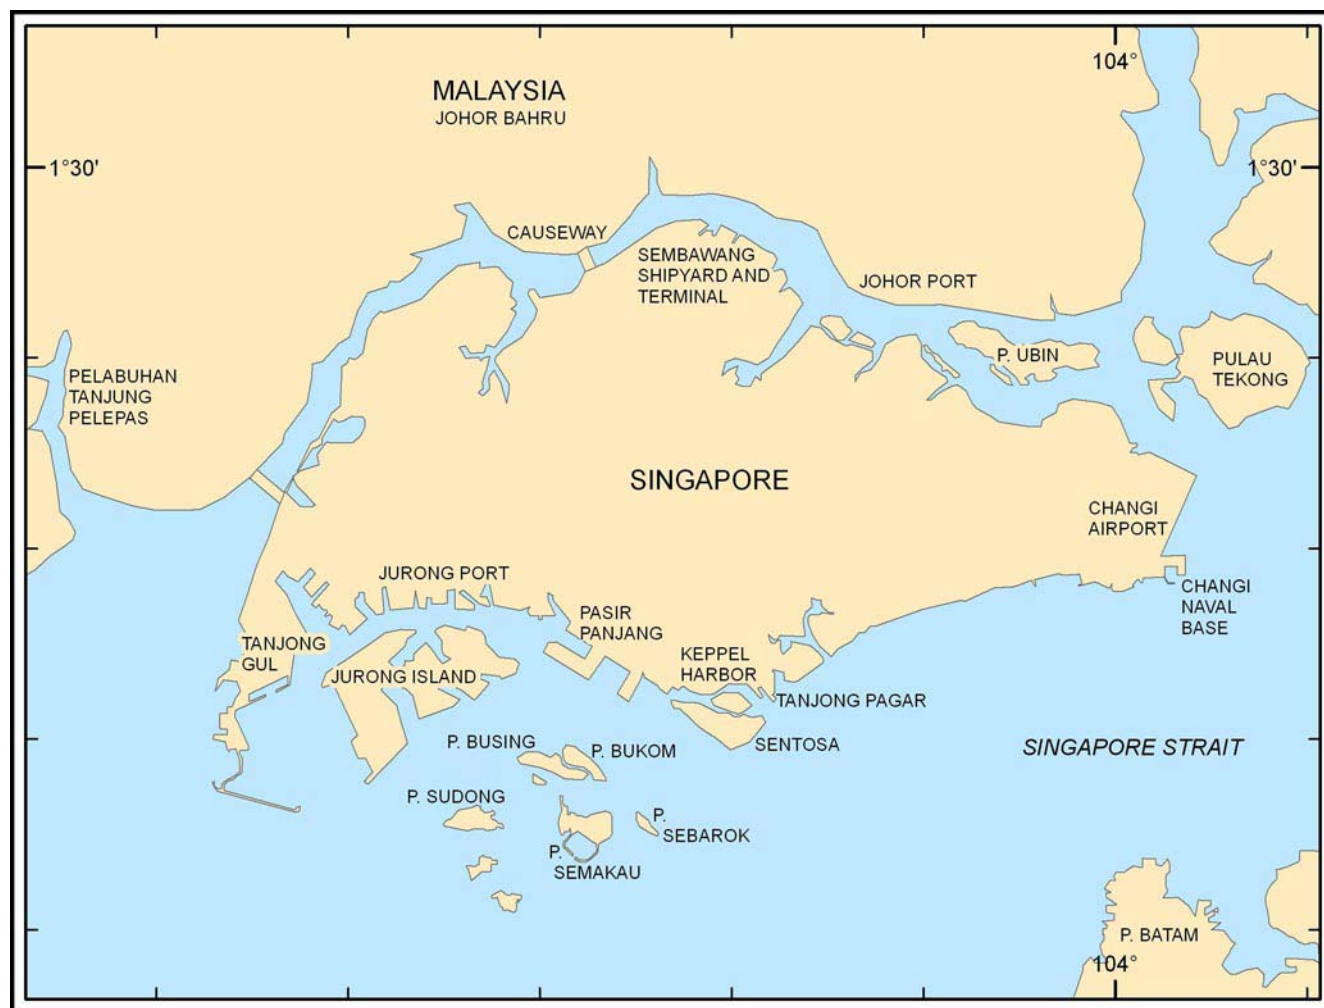 104°
MALAYSIA
JOHOR BAHRU
1°30'
1°30'
CAUSEWAY
SEMBAWANG
SHIPYARD AND
TERMINAL
JOHOR PORT
P. UBIN
PULAU
TEKONG
PELABUHAN
TANJUNG
PELEPAS
SINGAPORE
CHANGI
AIRPORT
JURONG PORT
CHANGI
NAVAL
BASE
PASIR
PANJANG
TANJONG
GUL
KEPPEL
HARBOR
JURONG ISLAND
TANJONG PAGAR
P. BUSING
P. BUKOM
SENTOSA
SINGAPORE STRAIT
P. SUDONG
P.
SEBAROK
P.
SEMAKAU
P. BATAM
104°